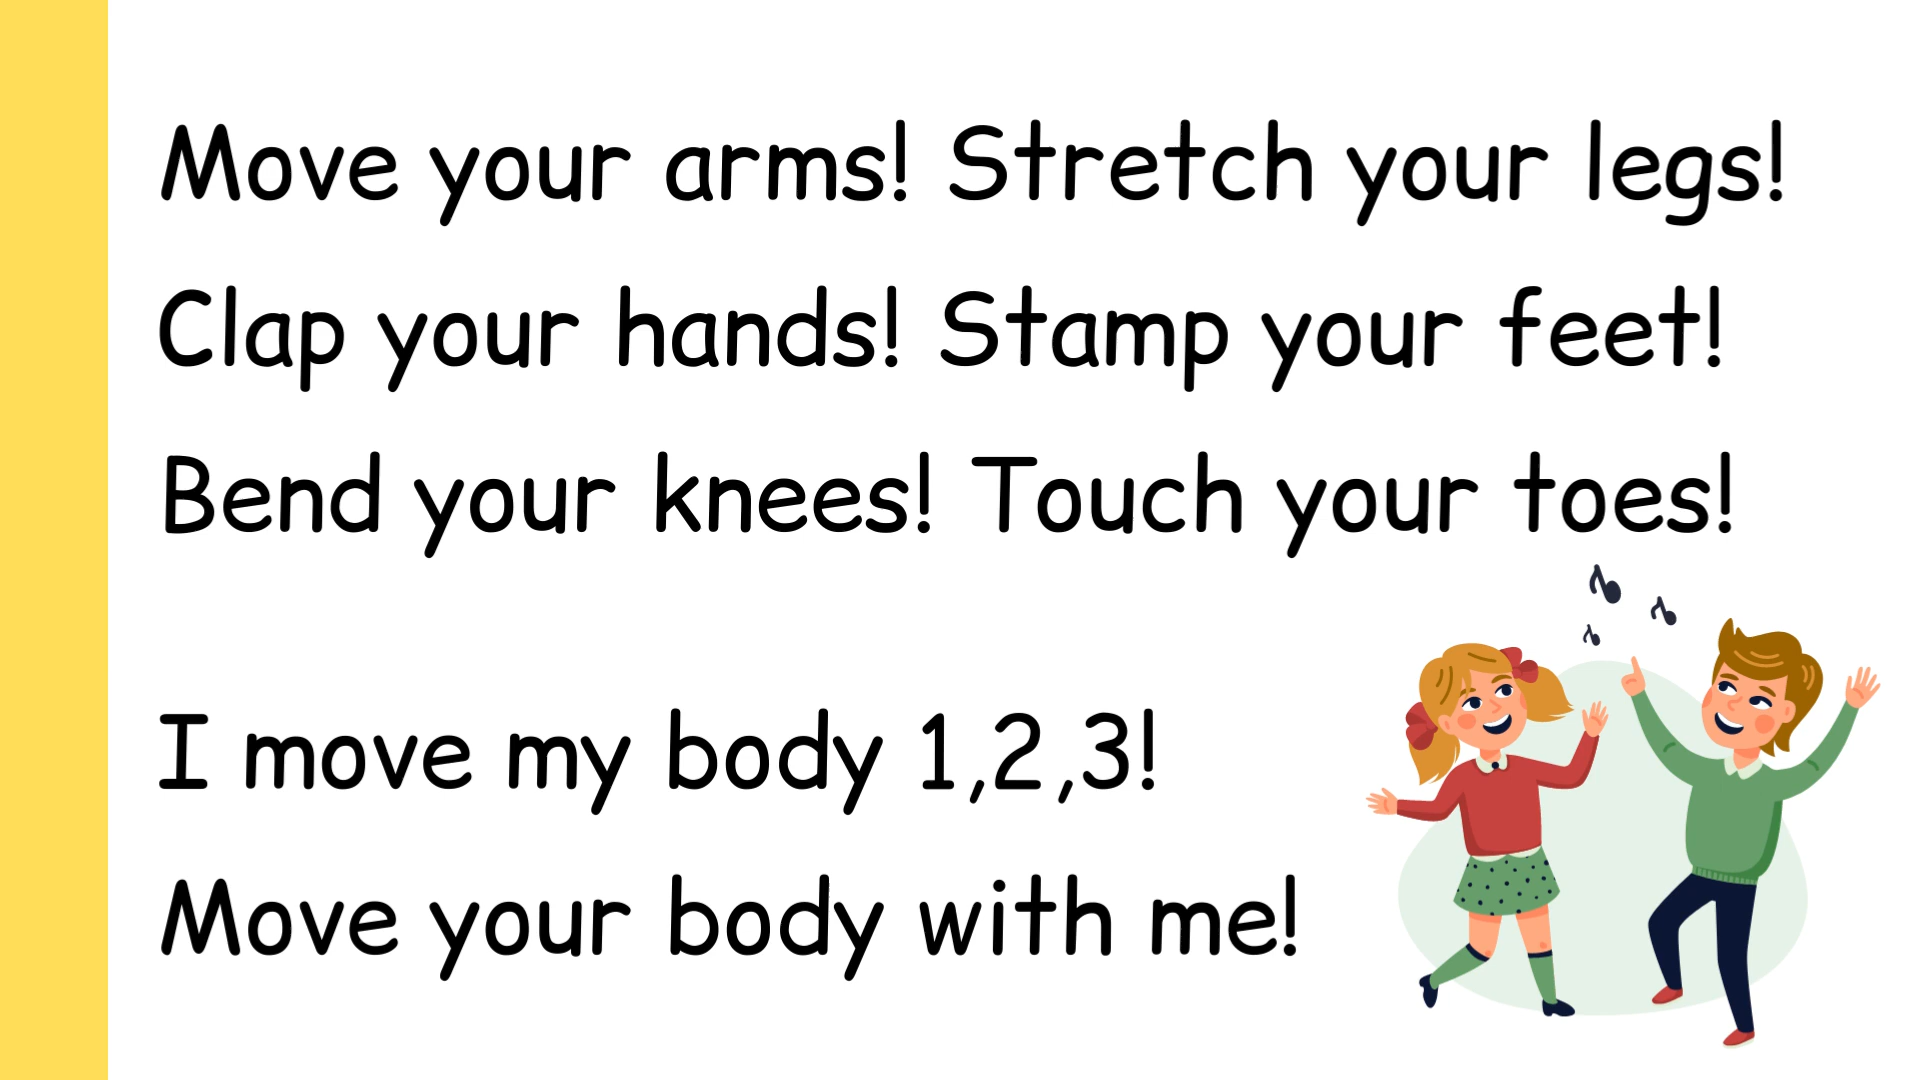 Move your arms! Stretch your legs!
Clap your hands! Stamp your feet!
Bend your knees! Touch your toes!
I move my body 1,2,3!
Move your body with me!